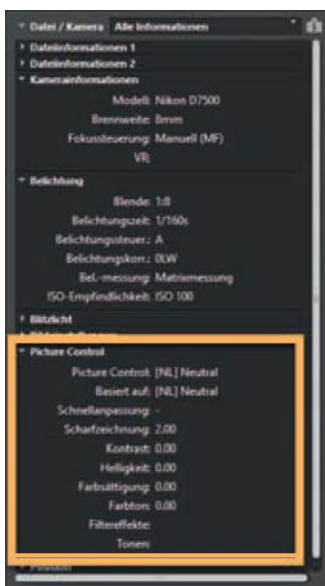 Datei / Kamera Alle Informationen
Dateiinformationen 1
Dateiinformationen 2
Kamerainformationen
Modell: Nikon D7500
Brennweite: 8mm
Fokussteuerung: Manuell (MF)
VR:
Belichtung
Blende: 1:8
Belichtungszeit: 1/160s
Belichtungssteuer.: A
Belichtungskorr.: 0LW
Bel.-messung: Matrixmessung
ISO-Empfindlichkeit: ISO 100
Blitzlicht
Picture Control
Picture Control: [NL] Neutral
Basiert auf: [NL] Neutral
Schnellanpassung: -
Scharfzeichnung: 2.00
Kontrast: 0.00
Helligkeit: 0.00
Farbsättigung: 0.00
Farbton: 0.00
Filtereffekte:
Tonen:
Position